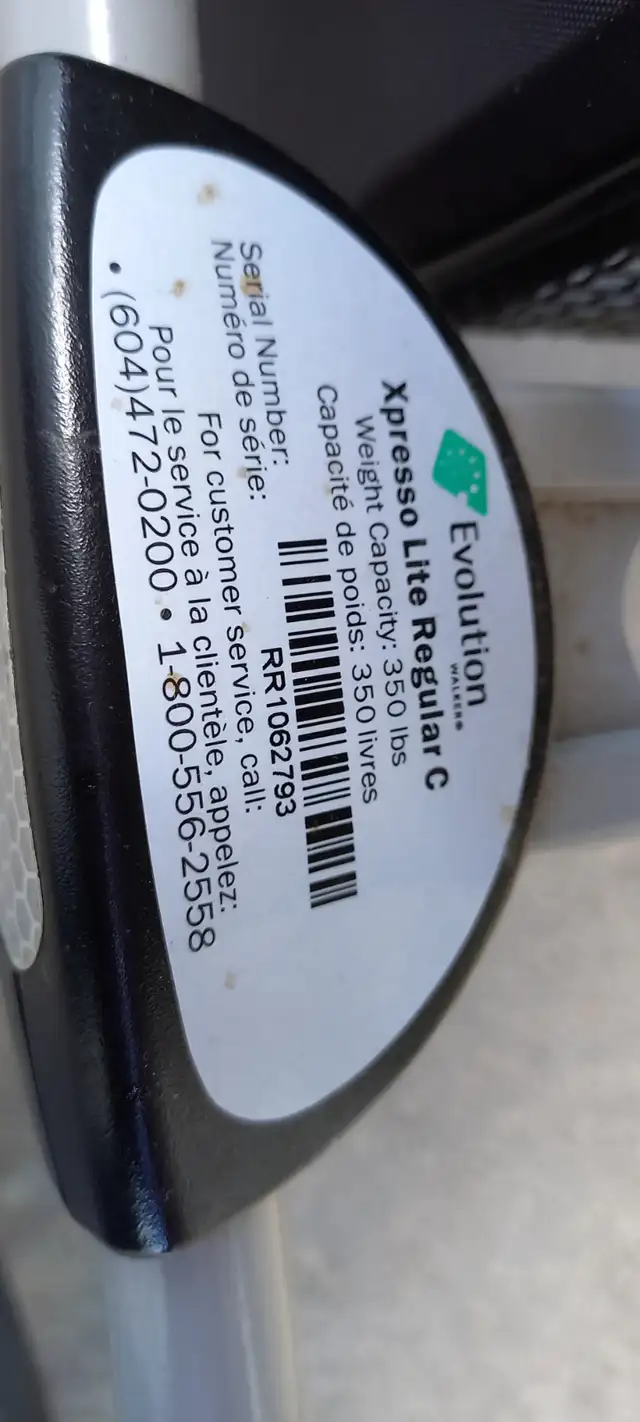 Evolution
WALKER®
Xpresso Lite Regular C
Weight Capacity: 350 lbs
Capacité de poids: 350 livres
Serial Number:
Numéro de série:
RR1062793
For customer service, call:
Pour le service à la clientèle, appelez:
• (604)472-0200 • 1-800-556-2558